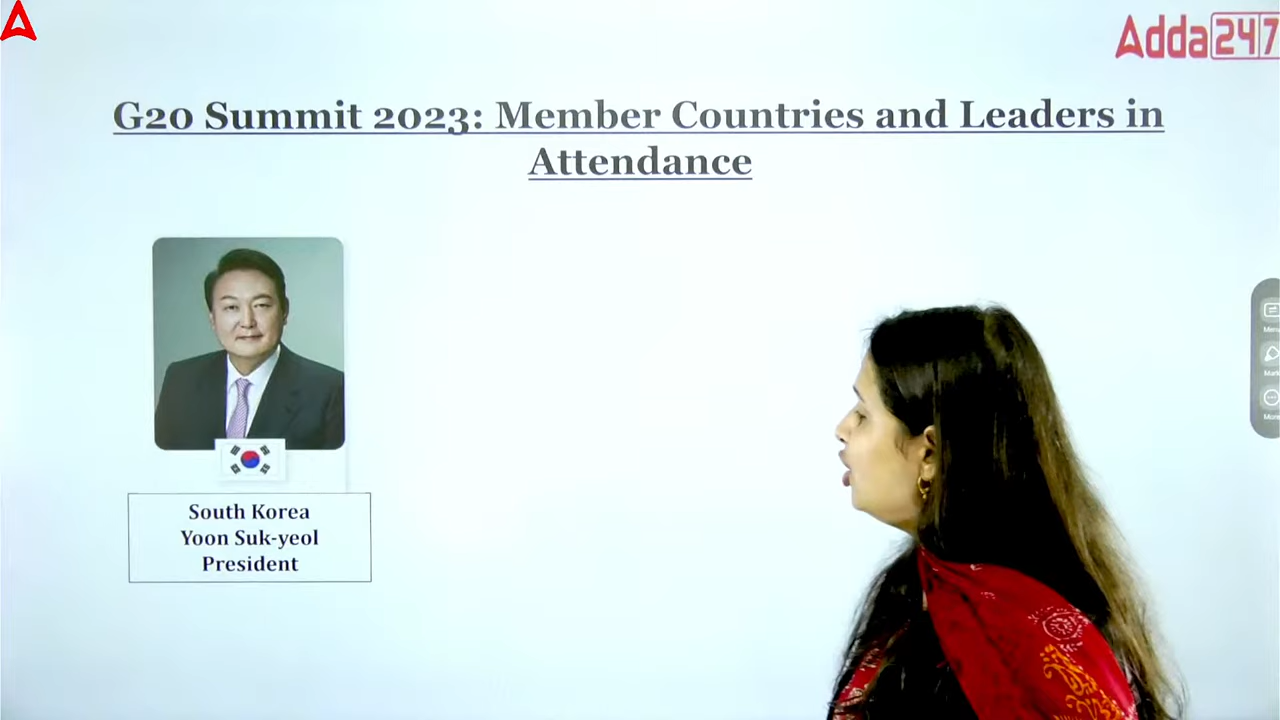 Adda247
G20 Summit 2023: Member Countries and Leaders in
Attendance
South Korea
Yoon Suk-yeol
President